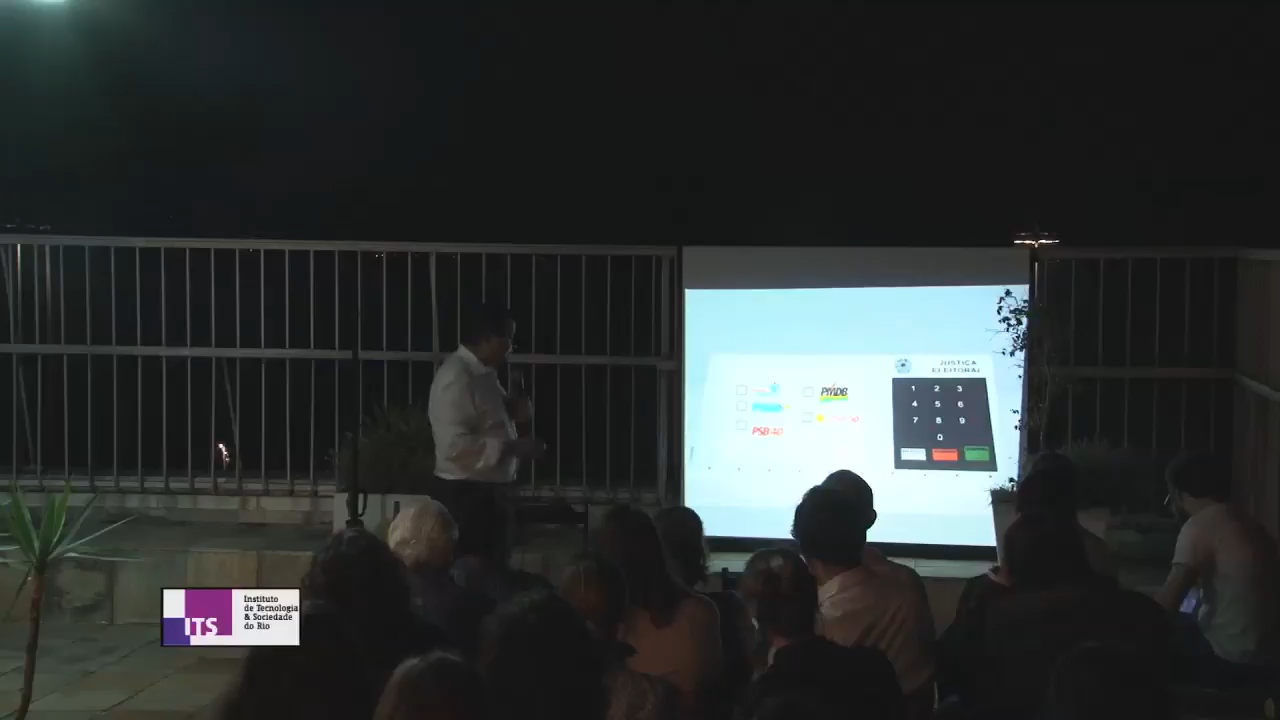 JUSTIÇA
ELEITORAL
PMDB
PSB 40
1 2 3
4 5 6
7 8 9
0
ITS
Instituto
de Tecnologia
& Sociedade
do Rio